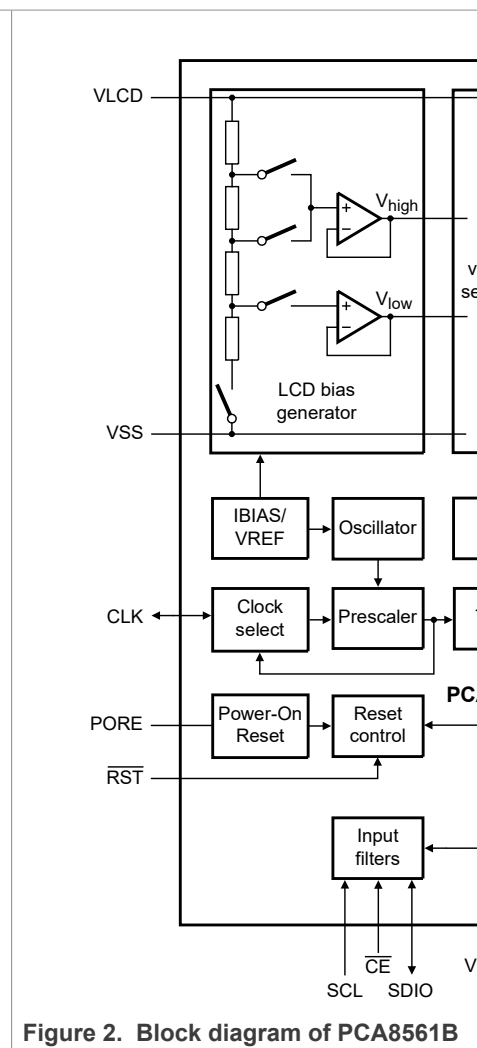 VLCD
Vhigh
Vlow
LCD bias
generator
VSS
IBIAS/
VREF
Oscillator
CLK
Clock
select
Prescaler
PORE
Power-On
Reset
Reset
control
RST
Input
filters
SCL
CE
SDIO
Figure 2. Block diagram of PCA8561B